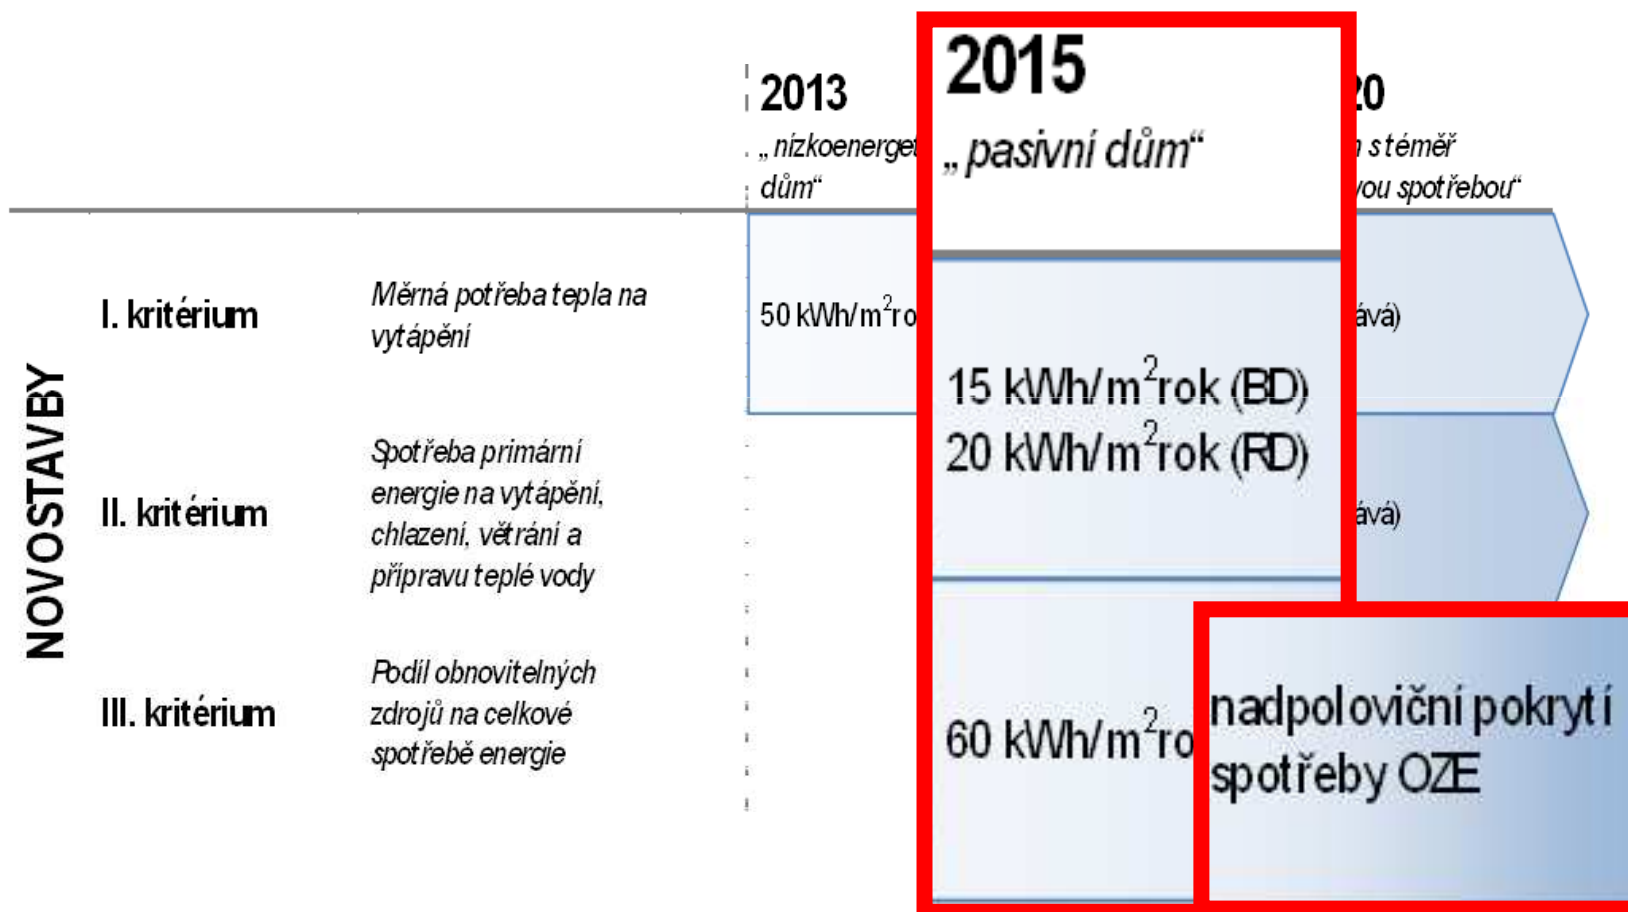 2013
„nízkoenerget
dům“
2015
„pasivní dům“
20
s téměř
vou spotřebou“
NOVOSTAVBY
I. kritérium
Měrná potřeba tepla na
vytápění
50 kWh/m²ro
15 kWh/m²rok (BD)
20 kWh/m²rok (RD)
ává)
II. kritérium
Spotřeba primární
energie na vytápění,
chlazení, větrání a
přípravu teplé vody
60 kWh/m²ro
ává)
III. kritérium
Podíl obnovitelných
zdrojů na celkové
spotřebě energie
nadpoloviční pokrytí
spotřeby OZE